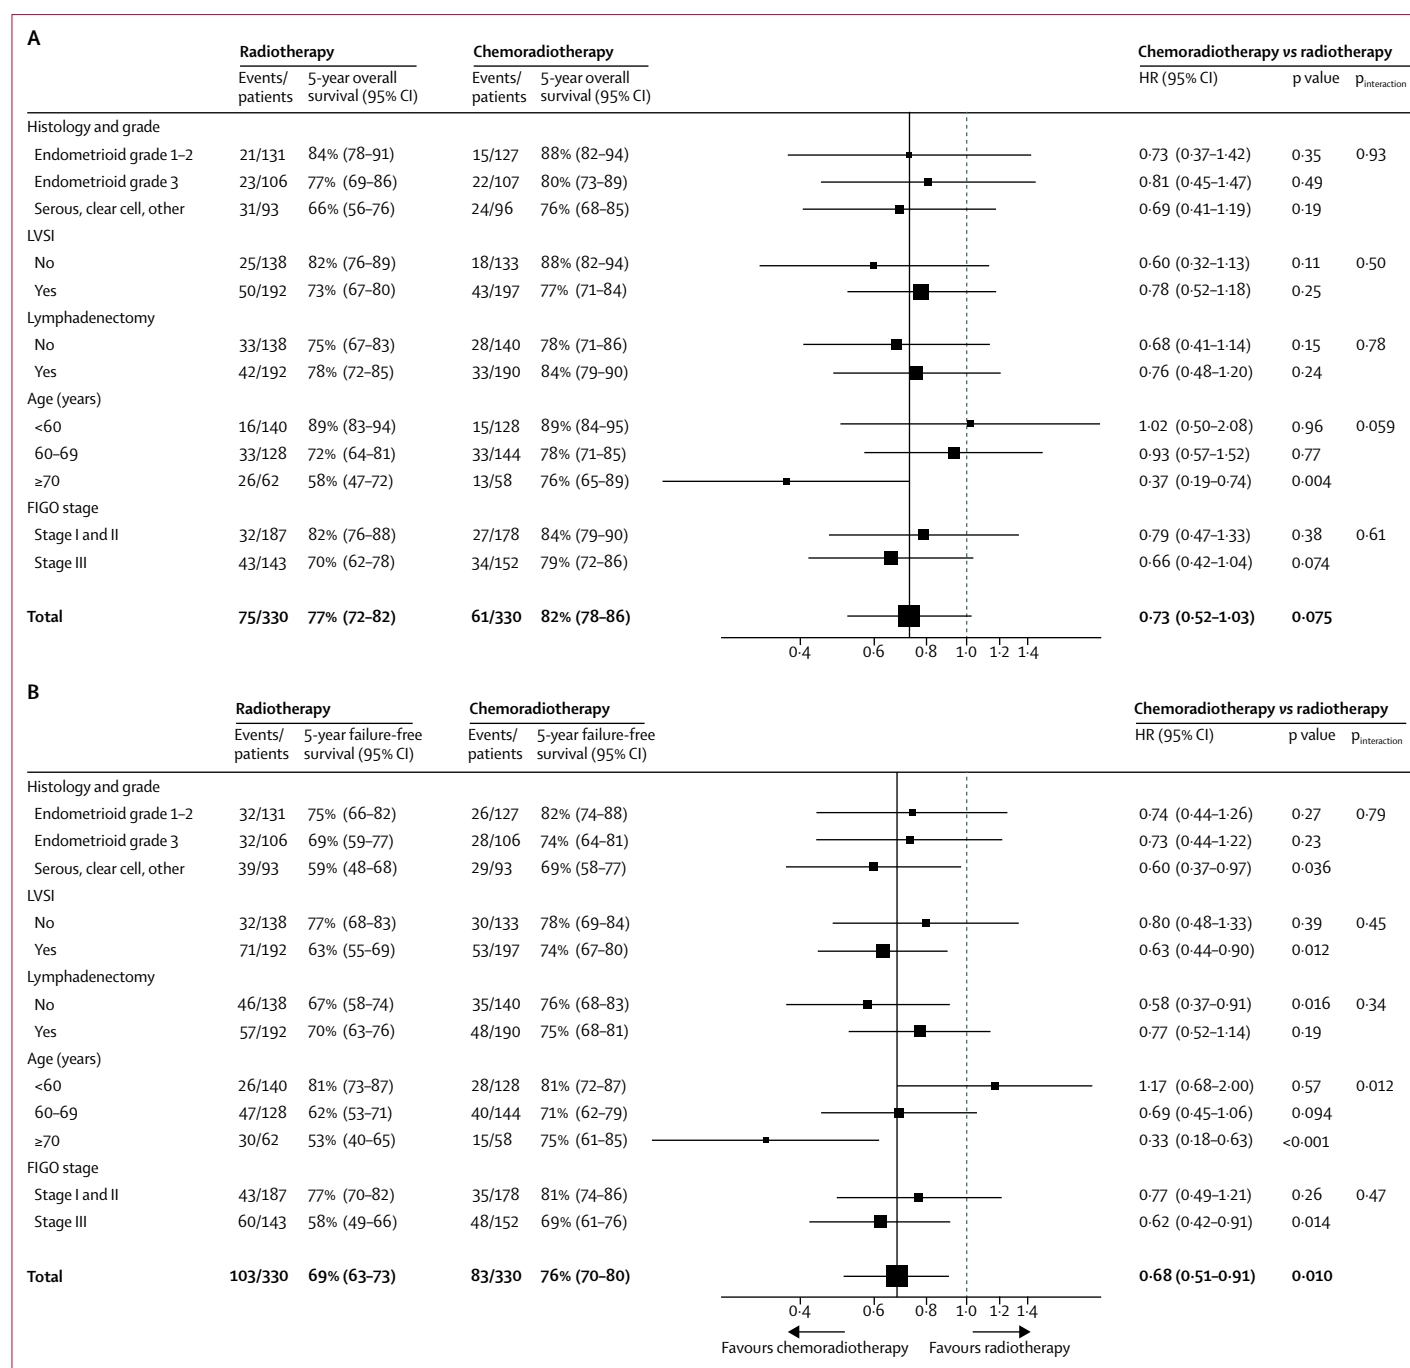 A
Radiotherapy Chemoradiotherapy Chemoradiotherapy vs radiotherapy
Events/ 5-year overall Events/ 5-year overall HR (95% CI) p value pinteraction
patients survival (95% CI) patients survival (95% CI)
Histology and grade
Endometrioid grade 1–2 21/131 84% (78–91) 15/127 88% (82–94) 0·73 (0·37–1·42) 0·35 0·93
Endometrioid grade 3 23/106 77% (69–86) 22/107 80% (73–89) 0·81 (0·45–1·47) 0·49
Serous, clear cell, other 31/93 66% (56–76) 24/96 76% (68–85) 0·69 (0·41–1·19) 0·19
LVSI
No 25/138 82% (76–89) 18/133 88% (82–94) 0·60 (0·32–1·13) 0·11 0·50
Yes 50/192 73% (67–80) 43/197 77% (71–84) 0·78 (0·52–1·18) 0·25
Lymphadenectomy
No 33/138 75% (67–83) 28/140 78% (71–86) 0·68 (0·41–1·14) 0·15 0·78
Yes 42/192 78% (72–85) 33/190 84% (79–90) 0·76 (0·48–1·20) 0·24
Age (years)
<60 16/140 89% (83–94) 15/128 89% (84–95) 1·02 (0·50–2·08) 0·96 0·059
60–69 33/128 72% (64–81) 33/144 78% (71–85) 0·93 (0·57–1·52) 0·77
≥70 26/62 58% (47–72) 13/58 76% (65–89) 0·37 (0·19–0·74) 0·004
FIGO stage
Stage I and II 32/187 82% (76–88) 27/178 84% (79–90) 0·79 (0·47–1·33) 0·38 0·61
Stage III 43/143 70% (62–78) 34/152 79% (72–86) 0·66 (0·42–1·04) 0·074
Total 75/330 77% (72–82) 61/330 82% (78–86) 0·73 (0·52–1·03) 0·075
0·4 0·6 0·8 1·0 1·2 1·4
B
Radiotherapy Chemoradiotherapy Chemoradiotherapy vs radiotherapy
Events/ 5-year failure-free Events/ 5-year failure-free HR (95% CI) p value pinteraction
patients survival (95% CI) patients survival (95% CI)
Histology and grade
Endometrioid grade 1–2 32/131 75% (66–82) 26/127 82% (74–88) 0·74 (0·44–1·26) 0·27 0·79
Endometrioid grade 3 32/106 69% (59–77) 28/106 74% (64–81) 0·73 (0·44–1·22) 0·23
Serous, clear cell, other 39/93 59% (48–68) 29/93 69% (58–77) 0·60 (0·37–0·97) 0·036
LVSI
No 32/138 77% (68–83) 30/133 78% (69–84) 0·80 (0·48–1·33) 0·39 0·45
Yes 71/192 63% (55–69) 53/197 74% (67–80) 0·63 (0·44–0·90) 0·012
Lymphadenectomy
No 46/138 67% (58–74) 35/140 76% (68–83) 0·58 (0·37–0·91) 0·016 0·34
Yes 57/192 70% (63–76) 48/190 75% (68–81) 0·77 (0·52–1·14) 0·19
Age (years)
<60 26/140 81% (73–87) 28/128 81% (72–87) 1·17 (0·68–2·00) 0·57 0·012
60–69 47/128 62% (53–71) 40/144 71% (62–79) 0·69 (0·45–1·06) 0·094
≥70 30/62 53% (40–65) 15/58 75% (61–85) 0·33 (0·18–0·63) <0·001
FIGO stage
Stage I and II 43/187 77% (70–82) 35/178 81% (74–86) 0·77 (0·49–1·21) 0·26 0·47
Stage III 60/143 58% (49–66) 48/152 69% (61–76) 0·62 (0·42–0·91) 0·014
Total 103/330 69% (63–73) 83/330 76% (70–80) 0·68 (0·51–0·91) 0·010
0·4 0·6 0·8 1·0 1·2 1·4
Favours chemoradiotherapy Favours radiotherapy